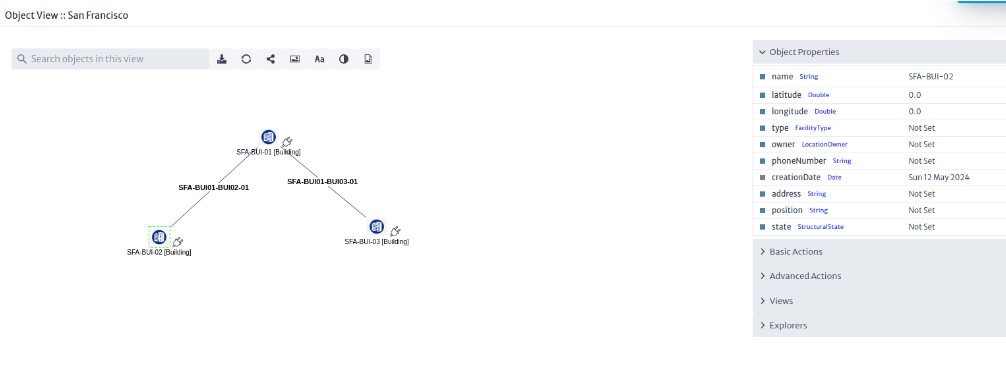 Object View :: San Francisco
Search objects in this view
Aa
SFA-BUI-01 [Building]
SFA-BUI01-BUI02-01
SFA-BUI01-BUI03-01
SFA-BUI-02 [Building]
SFA-BUI-03 [Building]
Object Properties
name String SFA-BUI-02
latitude Double 0.0
longitude Double 0.0
type FacilityType Not Set
owner LocationOwner Not Set
phoneNumber String Not Set
creationDate Date Sun 12 May 2024
address String Not Set
position String Not Set
state StructuralState Not Set
Basic Actions
Advanced Actions
Views
Explorers